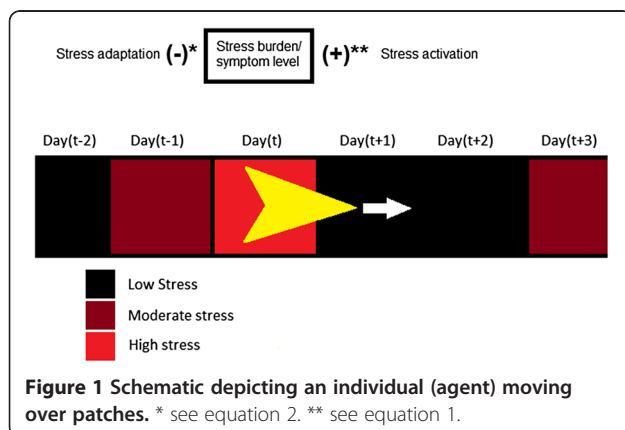 Stress adaptation (-)* Stress burden/ symptom level (+)** Stress activation
Day(t-2) Day(t-1) Day(t) Day(t+1) Day(t+2) Day(t+3)
Low Stress
Moderate stress
High stress
Figure 1 Schematic depicting an individual (agent) moving
over patches. * see equation 2. ** see equation 1.